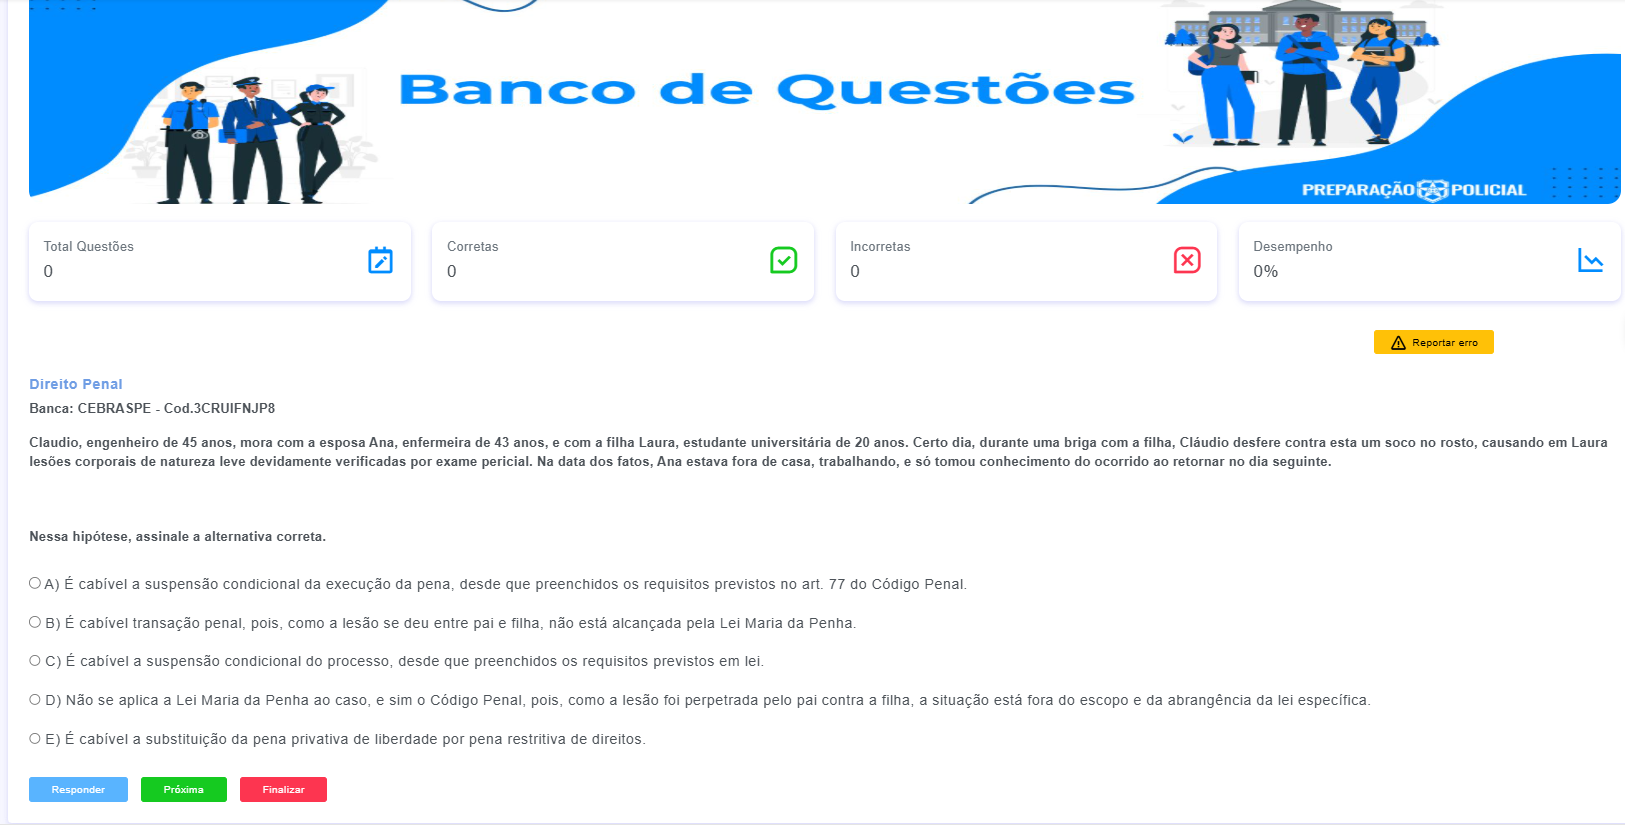 Banco de Questões
PREPARAÇÃO POLICIAL
Total Questões
0
Corretas
0
Incorretas
0
Desempenho
0%
Reportar erro
Direito Penal
Banca: CEBRASPE - Cod.3CRUIFNJP8
Claudio, engenheiro de 45 anos, mora com a esposa Ana, enfermeira de 43 anos, e com a filha Laura, estudante universitária de 20 anos. Certo dia, durante uma briga com a filha, Cláudio desfere contra esta um soco no rosto, causando em Laura
lesões corporais de natureza leve devidamente verificadas por exame pericial. Na data dos fatos, Ana estava fora de casa, trabalhando, e só tomou conhecimento do ocorrido ao retornar no dia seguinte.
Nessa hipótese, assinale a alternativa correta.
A) É cabível a suspensão condicional da execução da pena, desde que preenchidos os requisitos previstos no art. 77 do Código Penal.
B) É cabível transação penal, pois, como a lesão se deu entre pai e filha, não está alcançada pela Lei Maria da Penha.
C) É cabível a suspensão condicional do processo, desde que preenchidos os requisitos previstos em lei.
D) Não se aplica a Lei Maria da Penha ao caso, e sim o Código Penal, pois, como a lesão foi perpetrada pelo pai contra a filha, a situação está fora do escopo e da abrangência da lei específica.
E) É cabível a substituição da pena privativa de liberdade por pena restritiva de direitos.
Responder
Próxima
Finalizar